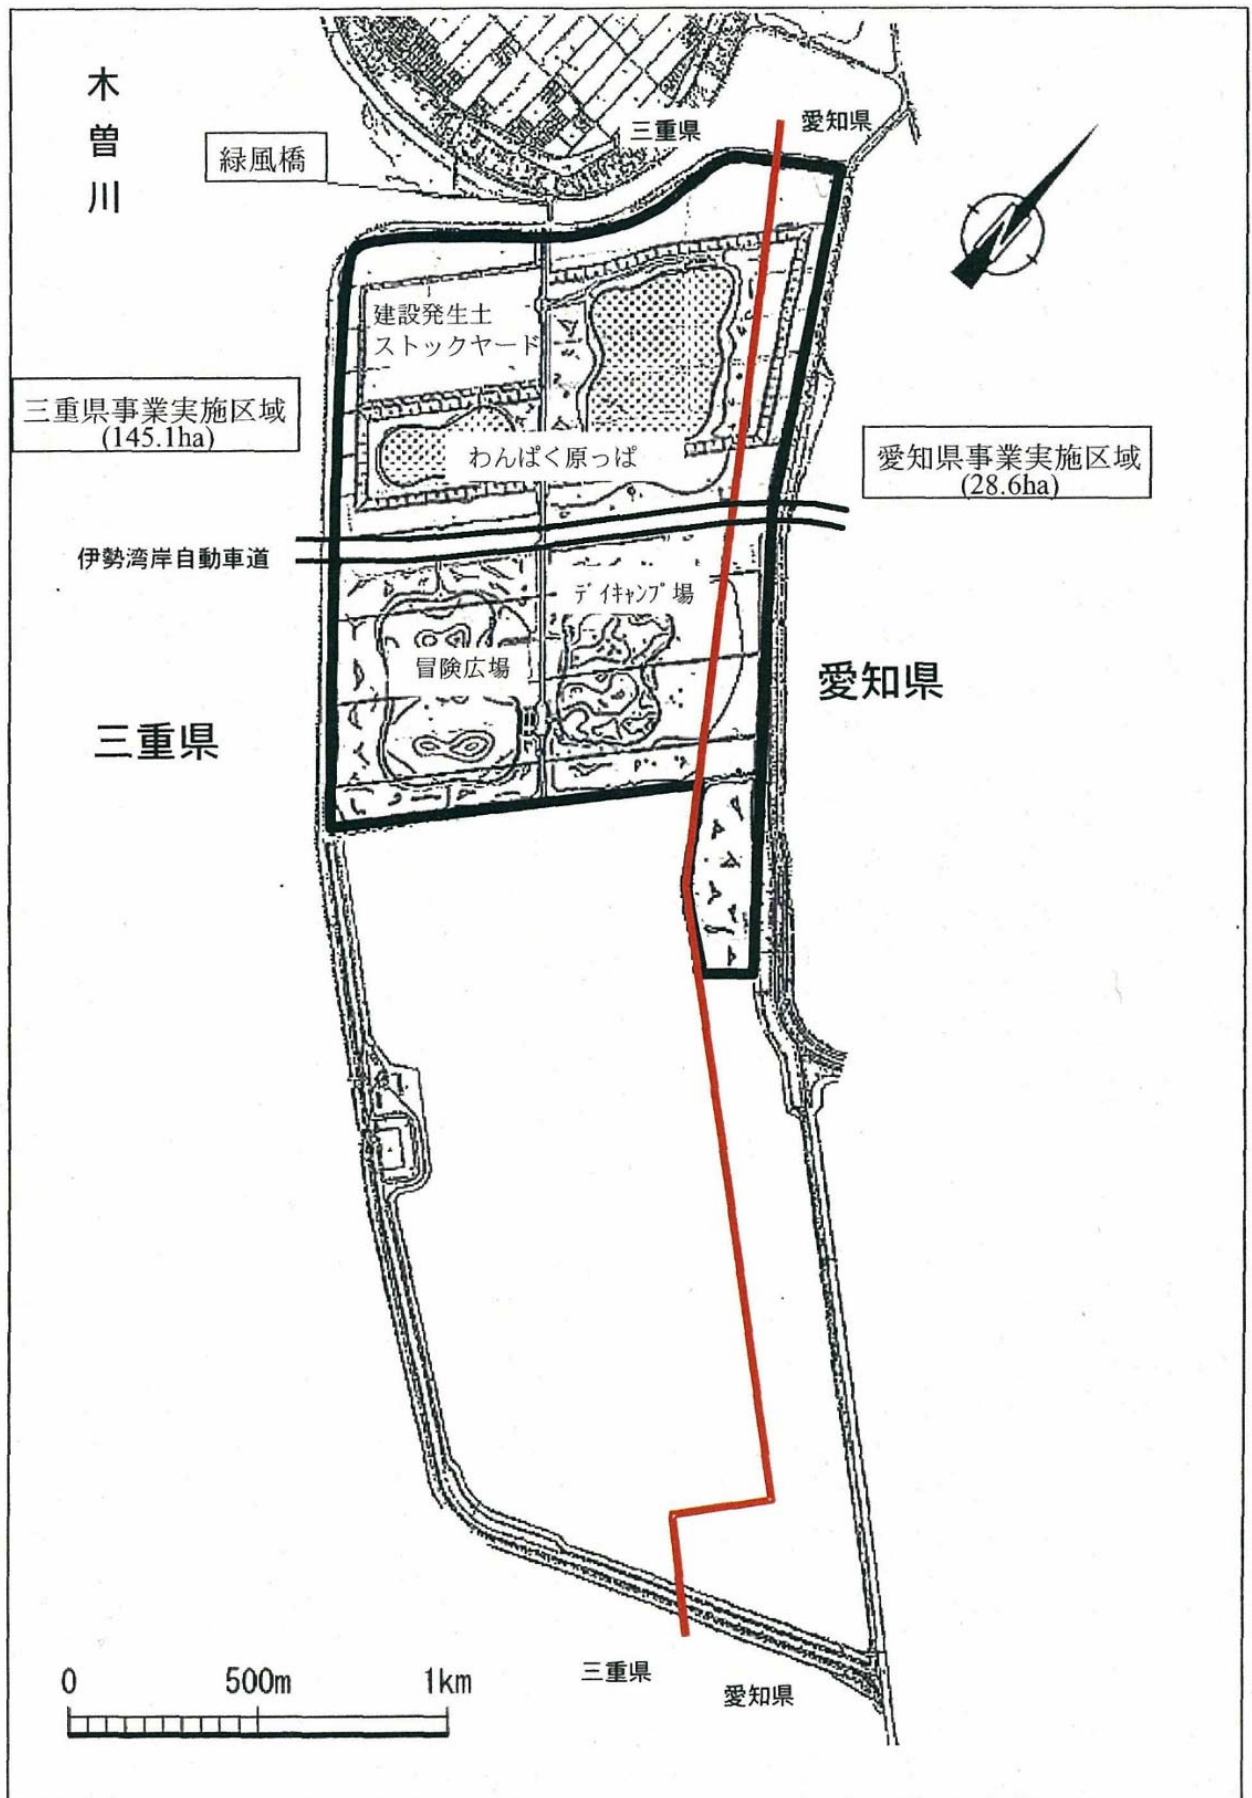 木曽川
緑風橋
三重県
愛知県
建設発生土
ストックヤード
三重県事業実施区域
(145.1ha)
わんぱく原っぱ
愛知県事業実施区域
(28.6ha)
伊勢湾岸自動車道
デイキャンプ場
冒険広場
愛知県
三重県
三重県
愛知県
0 500m 1km